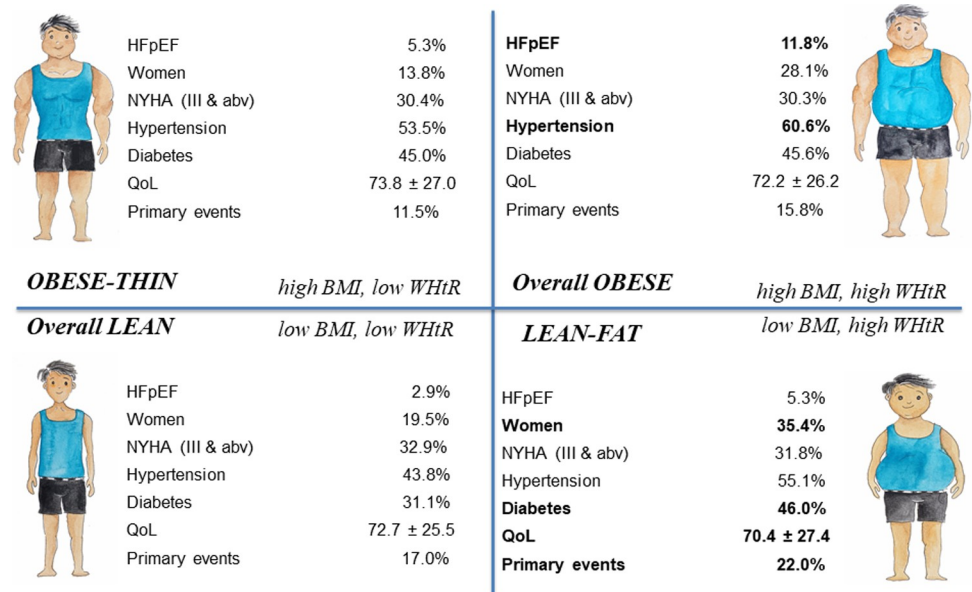 HFpEF 5.3%
Women 13.8%
NYHA (III & abv) 30.4%
Hypertension 53.5%
Diabetes 45.0%
QoL 73.8 ± 27.0
Primary events 11.5%
OBESE-THIN high BMI, low WHtR
HFpEF 11.8%
Women 28.1%
NYHA (III & abv) 30.3%
Hypertension 60.6%
Diabetes 45.6%
QoL 72.2 ± 26.2
Primary events 15.8%
Overall OBESE high BMI, high WHtR
Overall LEAN low BMI, low WHtR
HFpEF 2.9%
Women 19.5%
NYHA (III & abv) 32.9%
Hypertension 43.8%
Diabetes 31.1%
QoL 72.7 ± 25.5
Primary events 17.0%
LEAN-FAT low BMI, high WHtR
HFpEF 5.3%
Women 35.4%
NYHA (III & abv) 31.8%
Hypertension 55.1%
Diabetes 46.0%
QoL 70.4 ± 27.4
Primary events 22.0%